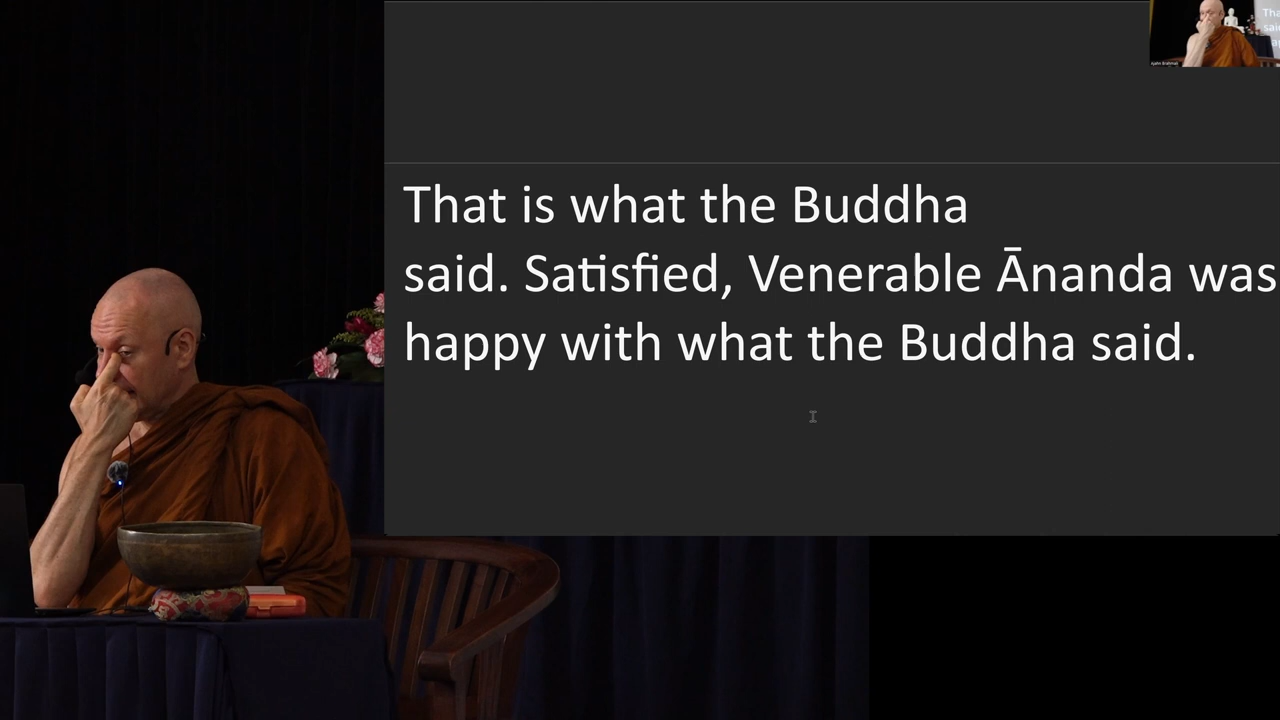 That is what the Buddha
said. Satisfied, Venerable Ānanda was
happy with what the Buddha said.